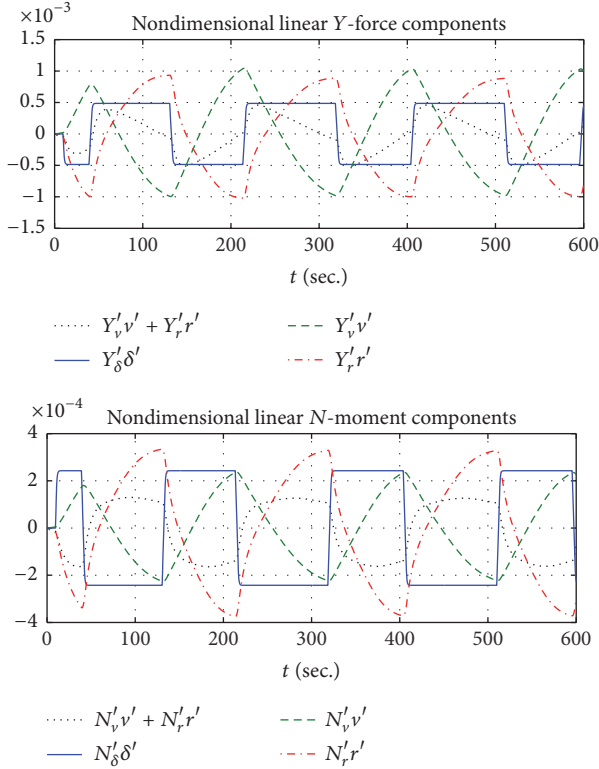 ×10⁻³ Nondimensional linear Y-force components
1.5
1
0.5
0
−0.5
−1
−1.5
0 100 200 300 400 500 600
t (sec.)
Y′ᵥv′ + Y′ᵣr′ Y′ᵥv′
Y′_δδ′ Y′ᵣr′
×10⁻⁴ Nondimensional linear N-moment components
4
2
0
−2
−4
0 100 200 300 400 500 600
t (sec.)
N′ᵥv′ + N′ᵣr′ N′ᵥv′
N′_δδ′ N′ᵣr′